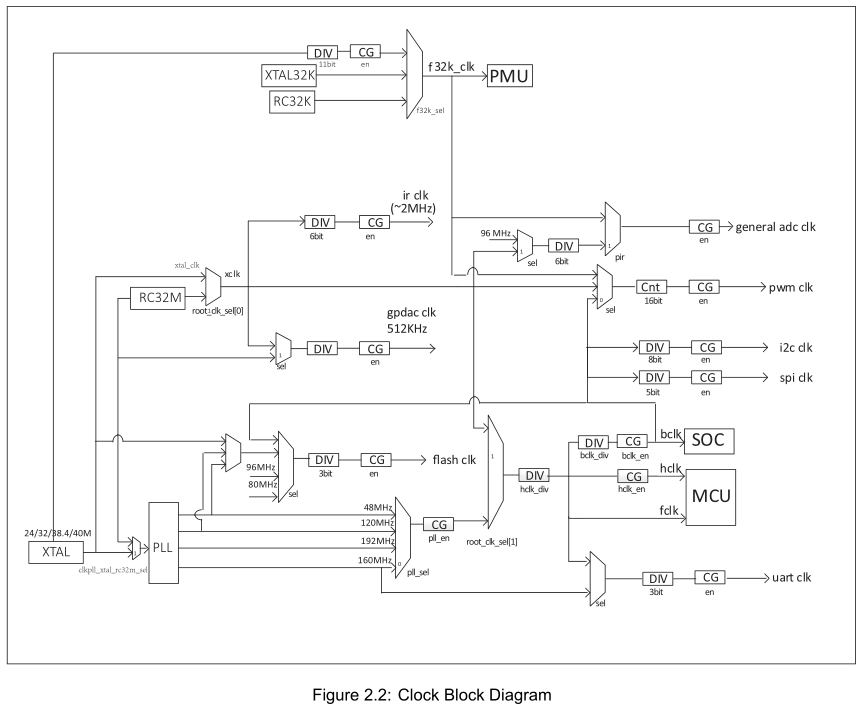 DIV
CG
11bit
en
XTAL32K
RC32K
f32k_clk
PMU
f32k_sel
ir clk
(~2MHz)
DIV
CG
6bit
en
96 MHz
1
sel
DIV
6bit
1
pir
CG
en
general adc clk
xtal_clk
xclk
RC32M
root_clk_sel[0]
0
sel
Cnt
16bit
CG
en
pwm clk
gpdac clk
512KHz
1
sel
DIV
CG
en
DIV
8bit
CG
en
i2c clk
DIV
5bit
CG
en
spi clk
96MHz
80MHz
sel
DIV
3bit
CG
en
flash clk
1
root_clk_sel[1]
DIV
hclk_div
DIV
bclk_div
CG
bclk_en
bclk
SOC
CG
hclk_en
hclk
fclk
MCU
24/32/38.4/40M
XTAL
1
clkpll_xtal_rc32m_sel
PLL
48MHz
120MHz
192MHz
160MHz
0
pll_sel
CG
pll_en
sel
DIV
3bit
CG
en
uart clk
Figure 2.2: Clock Block Diagram